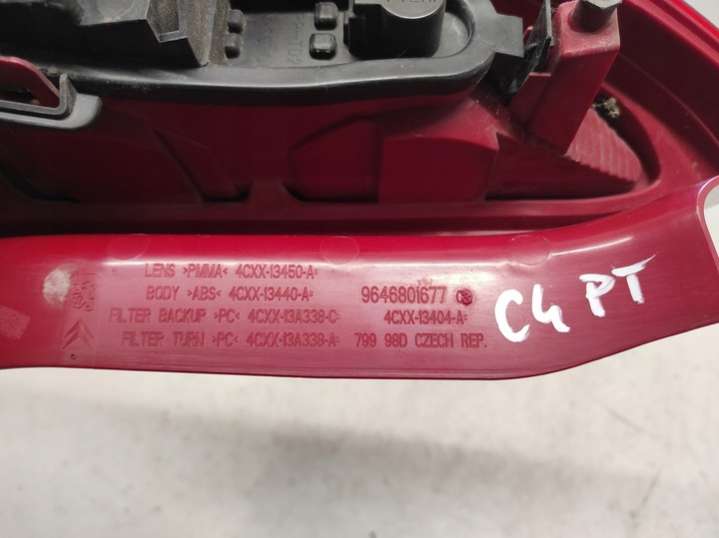 LENS >PMMA< 4CXX-13450-A=
BODY >ABS< 4CXX-13440-A=
FILTER BACKUP >PC< 4CXX-13A338-C=
FILTER TURN >PC< 4CXX-13A338-A=
9646801677
4CXX-13404-A=
799 98D CZECH REP.
C4 PT